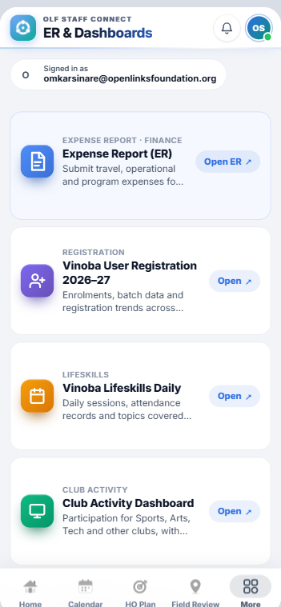 OLF STAFF CONNECT
ER & Dashboards
OS
O
Signed in as
omkarsinare@openlinksfoundation.org
EXPENSE REPORT · FINANCE
Expense Report (ER)
Submit travel, operational
and program expenses fo...
Open ER ↗
REGISTRATION
Vinoba User Registration
2026–27
Enrolments, batch data and
registration trends across...
Open ↗
LIFESKILLS
Vinoba Lifeskills Daily
Daily sessions, attendance
records and topics covered...
Open ↗
CLUB ACTIVITY
Club Activity Dashboard
Participation for Sports, Arts,
Tech and other clubs, with...
Open ↗
Home
Calendar
HO Plan
Field Review
More